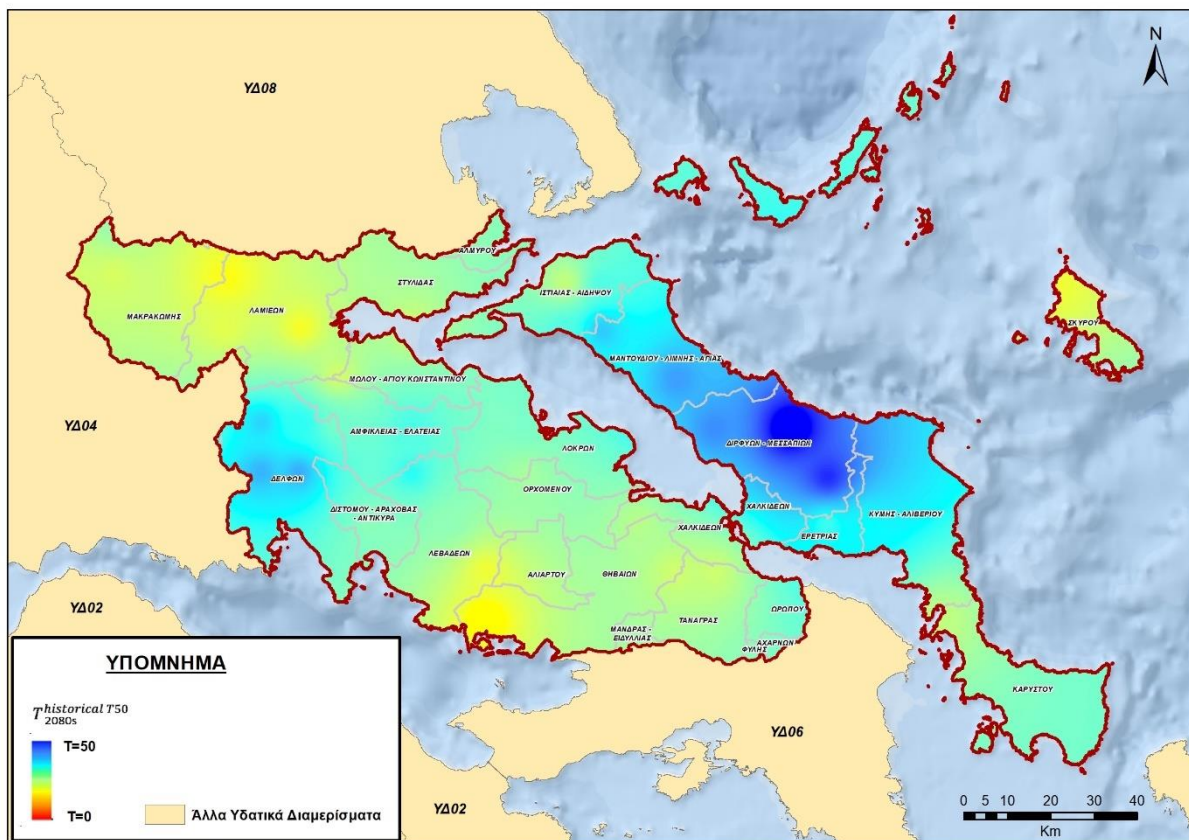 N
ΥΔ08
ΑΛΜΥΡΟΥ
ΣΤΥΛΙΔΑΣ
ΙΣΤΙΑΙΑΣ - ΑΙΔΗΨΟΥ
ΜΑΚΡΑΚΩΜΗΣ
ΛΑΜΙΕΩΝ
ΣΚΥΡΟΥ
ΜΑΝΤΟΥΔΙΟΥ - ΛΙΜΝΗΣ - ΑΓΙΑΣ
ΜΩΛΟΥ - ΑΓΙΟΥ ΚΩΝΣΤΑΝΤΙΝΟΥ
ΥΔ04
ΑΜΦΙΚΛΕΙΑΣ - ΕΛΑΤΕΙΑΣ
ΛΟΚΡΩΝ
ΔΙΡΦΥΩΝ - ΜΕΣΣΑΠΙΩΝ
ΔΕΛΦΩΝ
ΟΡΧΟΜΕΝΟΥ
ΔΙΣΤΟΜΟΥ - ΑΡΑΧΟΒΑΣ
- ΑΝΤΙΚΥΡΑ
ΧΑΛΚΙΔΕΩΝ
ΚΥΜΗΣ - ΑΛΙΒΕΡΙΟΥ
ΧΑΛΚΙΔΕΩΝ
ΕΡΕΤΡΙΑΣ
ΛΕΒΑΔΕΩΝ
ΑΛΙΑΡΤΟΥ
ΘΗΒΑΙΩΝ
ΥΔ02
ΩΡΩΠΟΥ
ΤΑΝΑΓΡΑΣ
ΜΑΝΔΡΑΣ -
ΕΙΔΥΛΛΙΑΣ
ΑΧΑΡΝΩΝ
ΦΥΛΗΣ
ΚΑΡΥΣΤΟΥ
ΥΔ06
ΥΔ02
ΥΠΟΜΝΗΜΑ
T historical T50
2080s
T=50
T=0
Άλλα Υδατικά Διαμερίσματα
0 5 10 20 30 40
Km